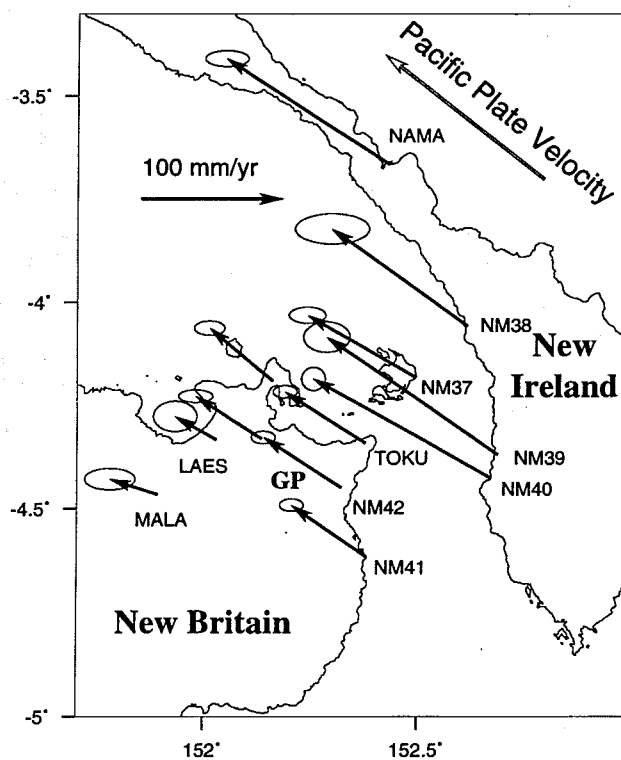 Pacific Plate Velocity
-3.5°
NAMA
100 mm/yr
-4°
NM38
New
Ireland
NM37
NM39
TOKU
LAES
NM40
GP
NM42
-4.5°
MALA
NM41
New Britain
-5°
152°
152.5°